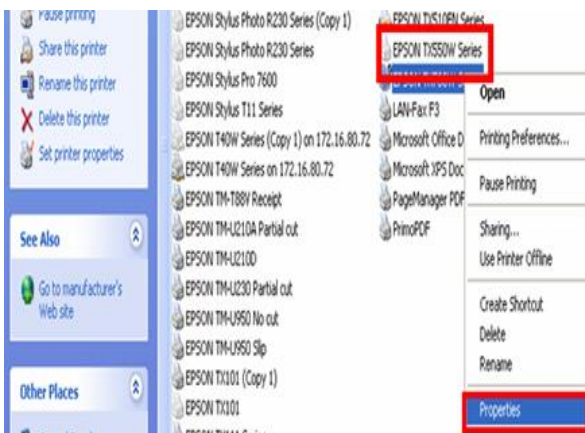 Pause printing
Share this printer
Rename this printer
Delete this printer
Set printer properties
See Also
Go to manufacturer's
Web site
Other Places
EPSON Stylus Photo R230 Series (Copy 1)
EPSON Stylus Photo R230 Series
EPSON Stylus Pro 7600
EPSON Stylus T11 Series
EPSON T40W Series (Copy 1) on 172.16.80.72
EPSON T40W Series on 172.16.80.72
EPSON TM-T88V Receipt
EPSON TM-U210A Partial cut
EPSON TM-U210D
EPSON TM-U230 Partial cut
EPSON TM-U950 No cut
EPSON TM-U950 Slip
EPSON TX101 (Copy 1)
EPSON TX101
EPSON Series
EPSON TX550W Series
LAN-Fax F3
Microsoft Office D
Microsoft XPS Doc
PageManager PDF
PrimoPDF
Open
Printing Preferences...
Pause Printing
Sharing...
Use Printer Offline
Create Shortcut
Delete
Rename
Properties